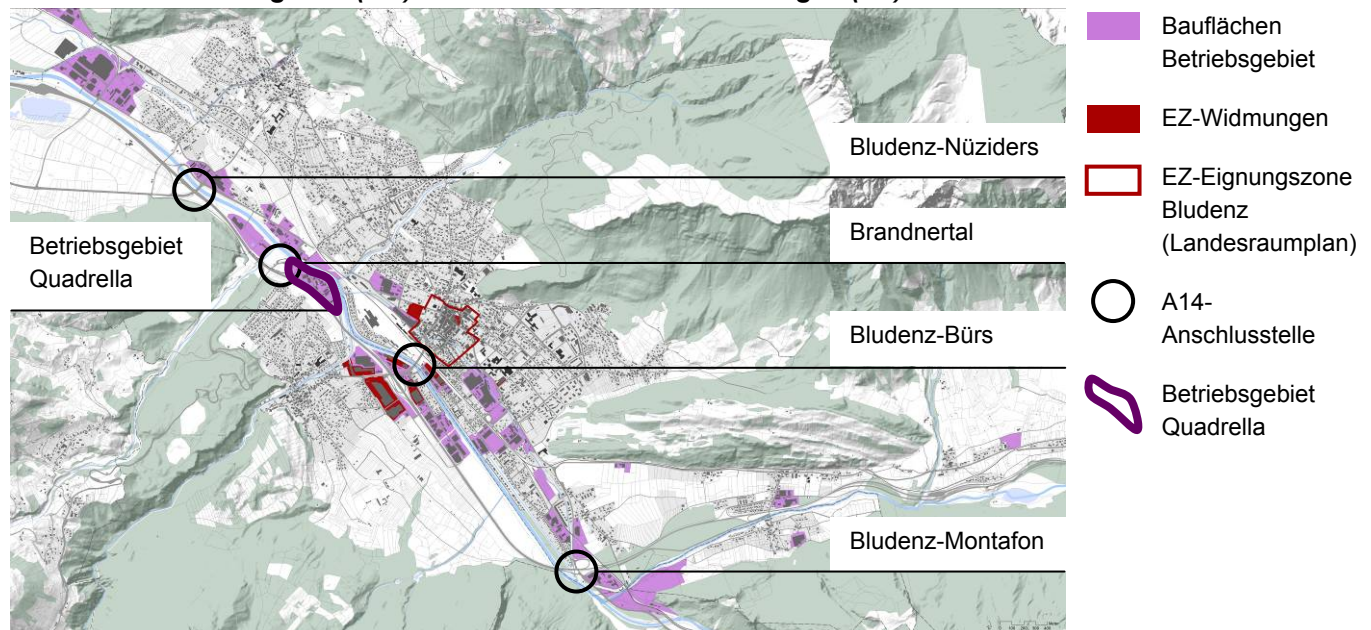 Bludenz-Nüziders
Betriebsgebiet
Quadrella
Brandnertal
Bludenz-Bürs
Bludenz-Montafon
Bauflächen
Betriebsgebiet
EZ-Widmungen
EZ-Eignungszone
Bludenz
(Landesraumplan)
A14-
Anschlusstelle
Betriebsgebiet
Quadrella